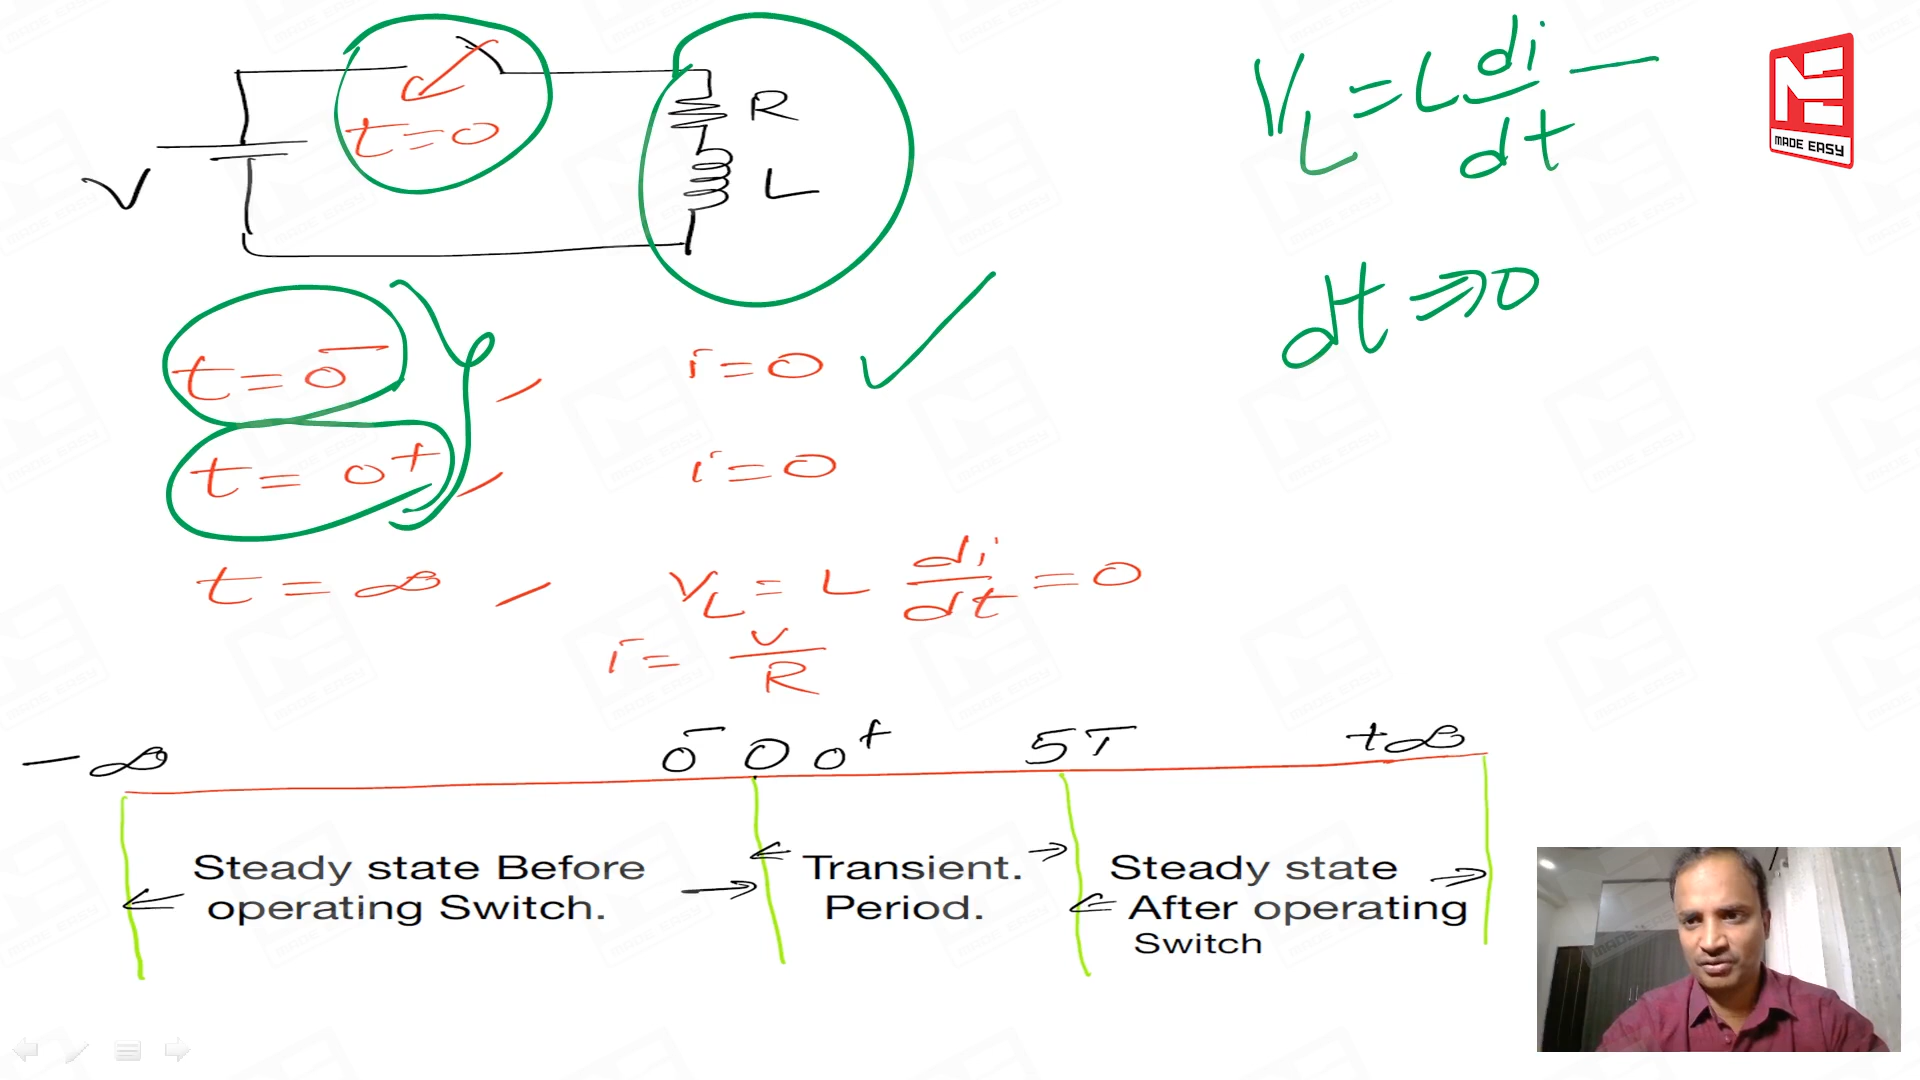 V
t=0
R
L
V_L = L di/dt —
MADE EASY
dt ⇒ 0
t = 0⁻
i = 0
t = 0⁺
i = 0
t = ∞
V_L = L di/dt = 0
i = V/R
-∞ 0⁻ 0 0⁺ 5T +∞
Steady state Before
operating Switch.
Transient.
Period.
Steady state
After operating
Switch